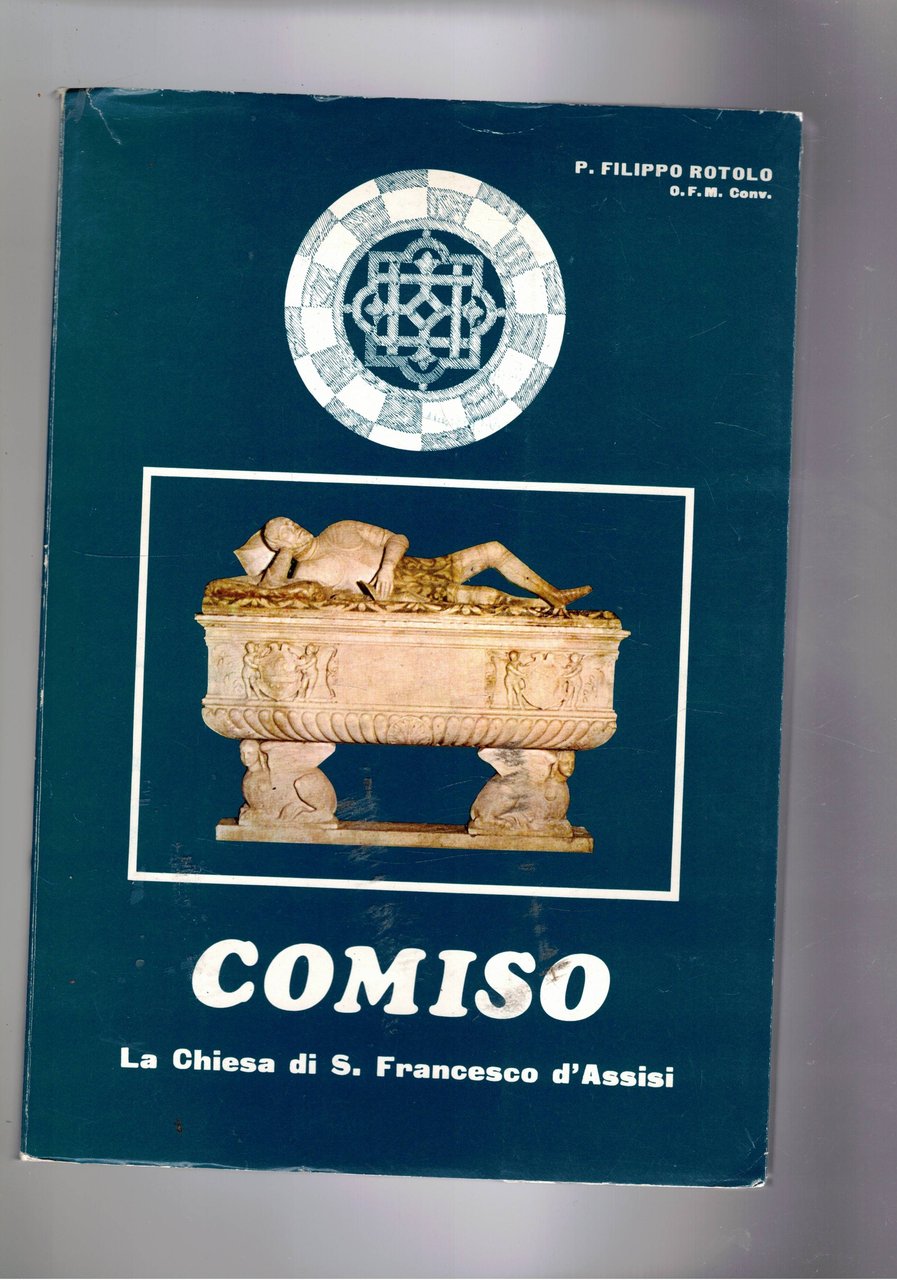 P. FILIPPO ROTOLO
O.F.M. Conv.
COMISO
La Chiesa di S. Francesco d'Assisi